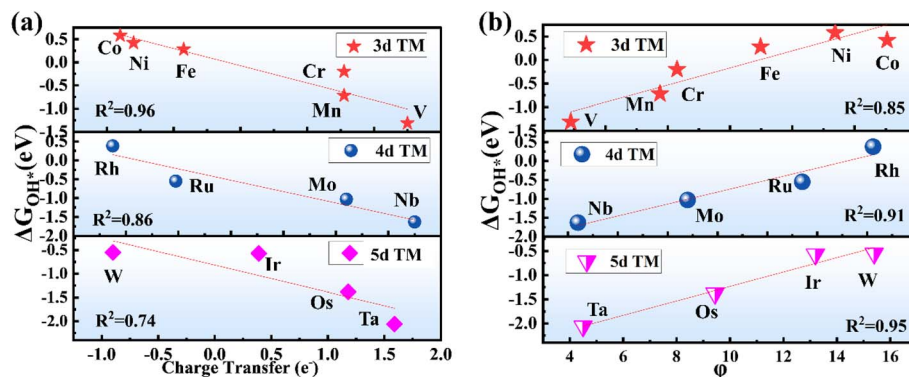 (a)
ΔG_OH*(eV)
0.5
0.0
-0.5
-1.0
-1.5
Co
Ni
Fe
Cr
Mn
V
3d TM
R²=0.96
0.5
0.0
-0.5
-1.0
-1.5
-2.0
Rh
Ru
Mo
Nb
4d TM
R²=0.86
-0.5
-1.0
-1.5
-2.0
W
Ir
Os
Ta
5d TM
R²=0.74
-1.0 -0.5 0.0 0.5 1.0 1.5 2.0
Charge Transfer (e⁻)
(b)
ΔG_OH*(eV)
0.5
0.0
-0.5
-1.0
-1.5
V
Mn
Cr
Fe
Ni
Co
3d TM
R²=0.85
0.5
0.0
-0.5
-1.0
-1.5
-2.0
Nb
Mo
Ru
Rh
4d TM
R²=0.91
-0.5
-1.0
-1.5
-2.0
Ta
Os
Ir
W
5d TM
R²=0.95
4 6 8 10 12 14 16
φ